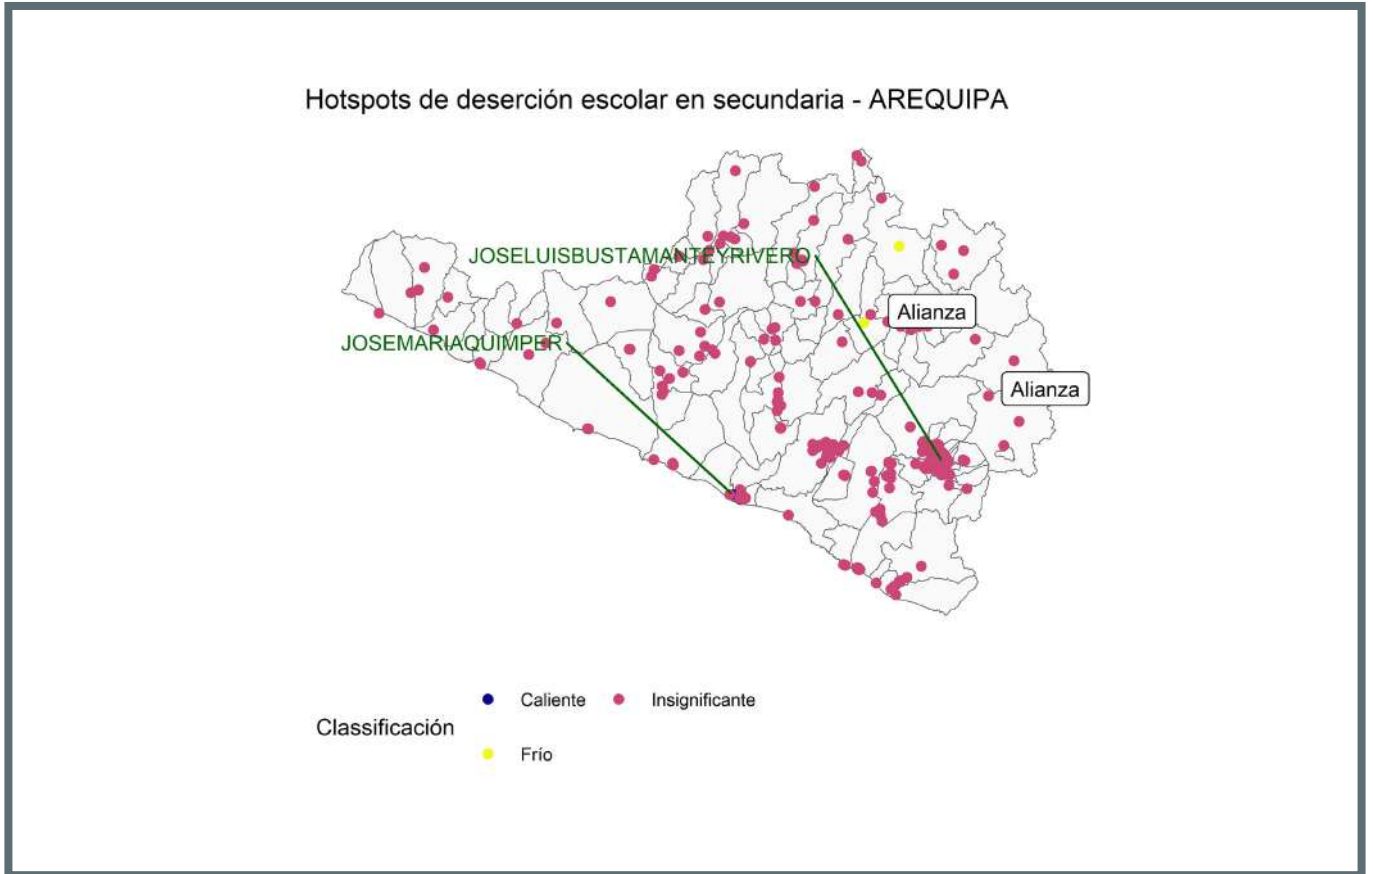 Hotspots de deserción escolar en secundaria - AREQUIPA
JOSELUISBUSTAMANTEYRIVERO
Alianza
JOSEMARIAQUIMPER
Alianza
Caliente
Insignificante
Classificación
Frío